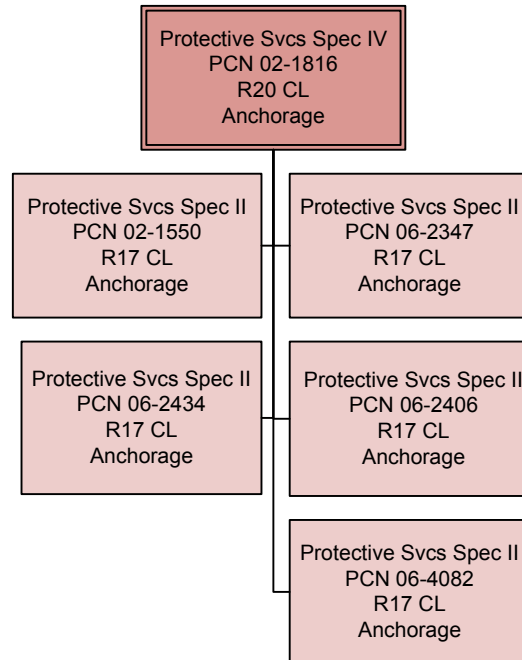 Protective Svcs Spec IV
PCN 02-1816
R20 CL
Anchorage
Protective Svcs Spec II
PCN 02-1550
R17 CL
Anchorage
Protective Svcs Spec II
PCN 06-2347
R17 CL
Anchorage
Protective Svcs Spec II
PCN 06-2434
R17 CL
Anchorage
Protective Svcs Spec II
PCN 06-2406
R17 CL
Anchorage
Protective Svcs Spec II
PCN 06-4082
R17 CL
Anchorage